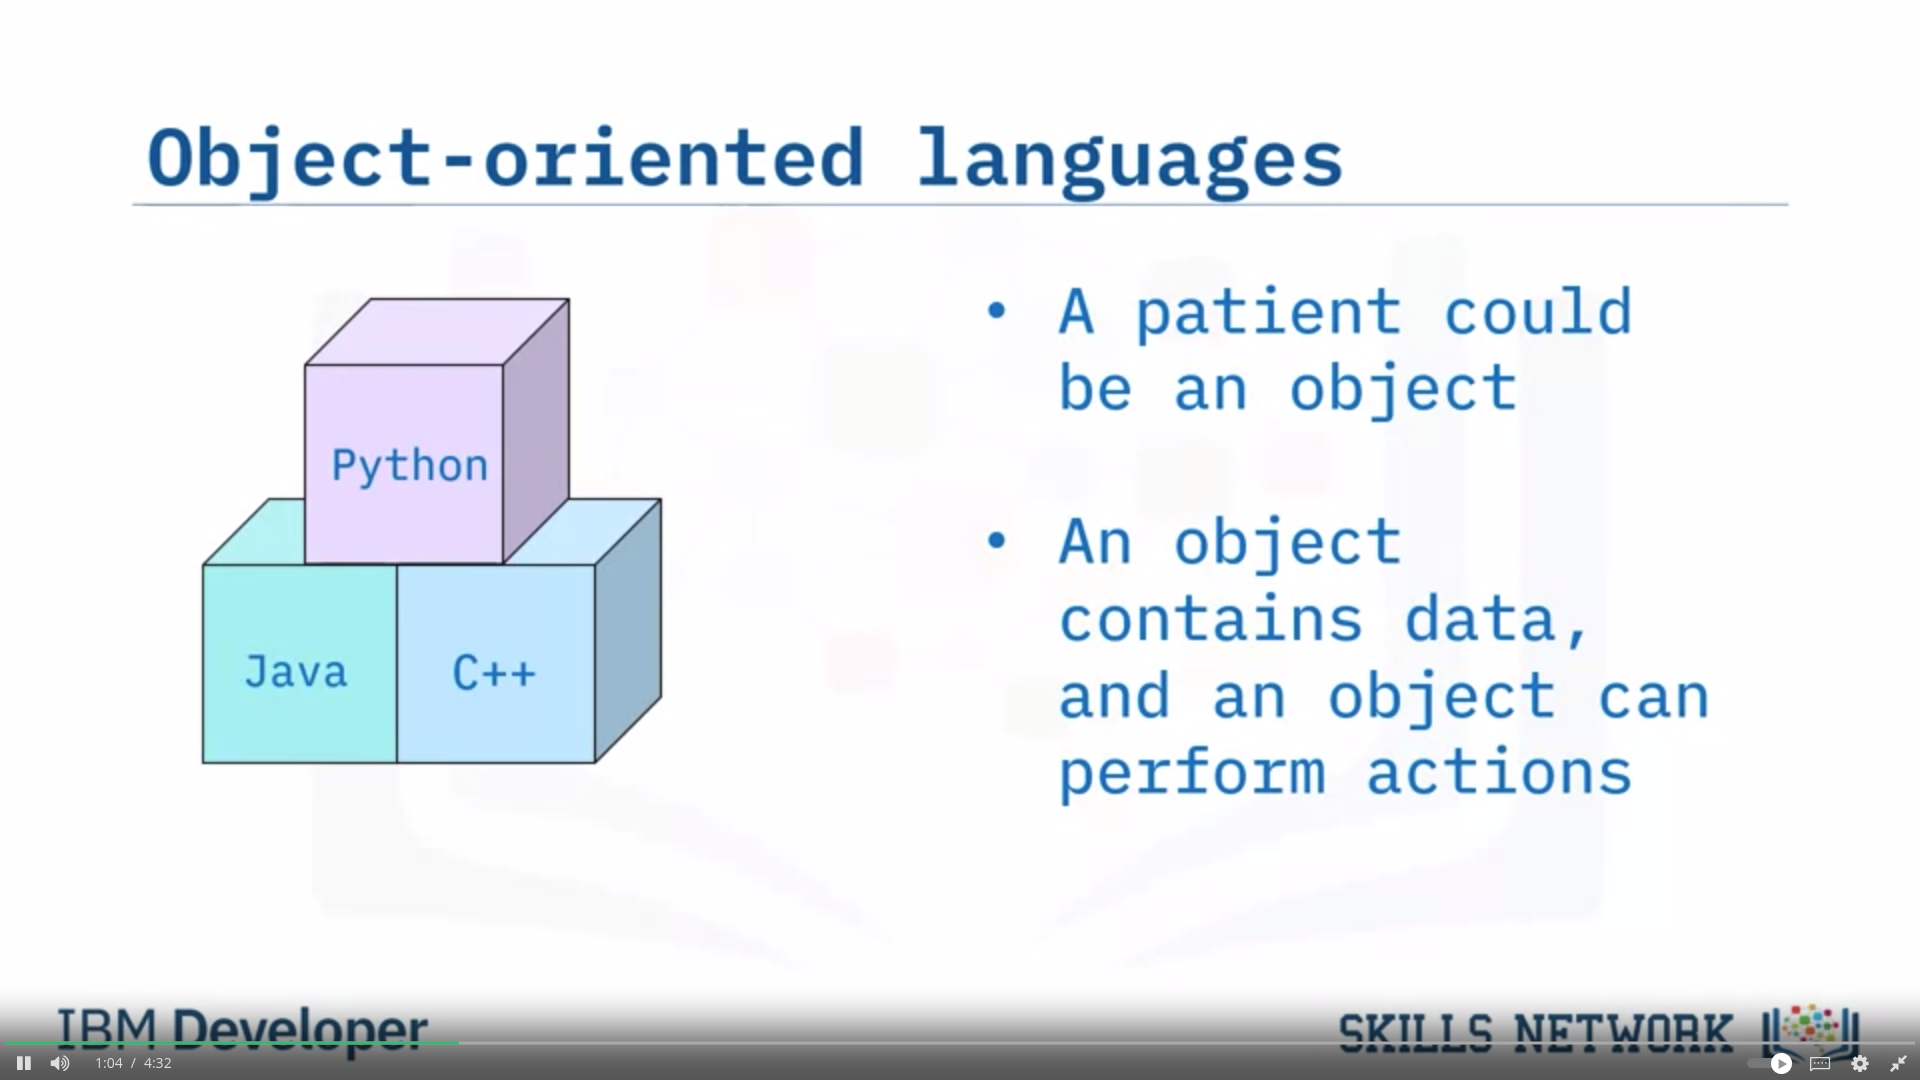 Object-oriented languages
Python
Java
C++
• A patient could
be an object
• An object
contains data,
and an object can
perform actions
IBM Developer
SKILLS NETWORK
1:04 / 4:32